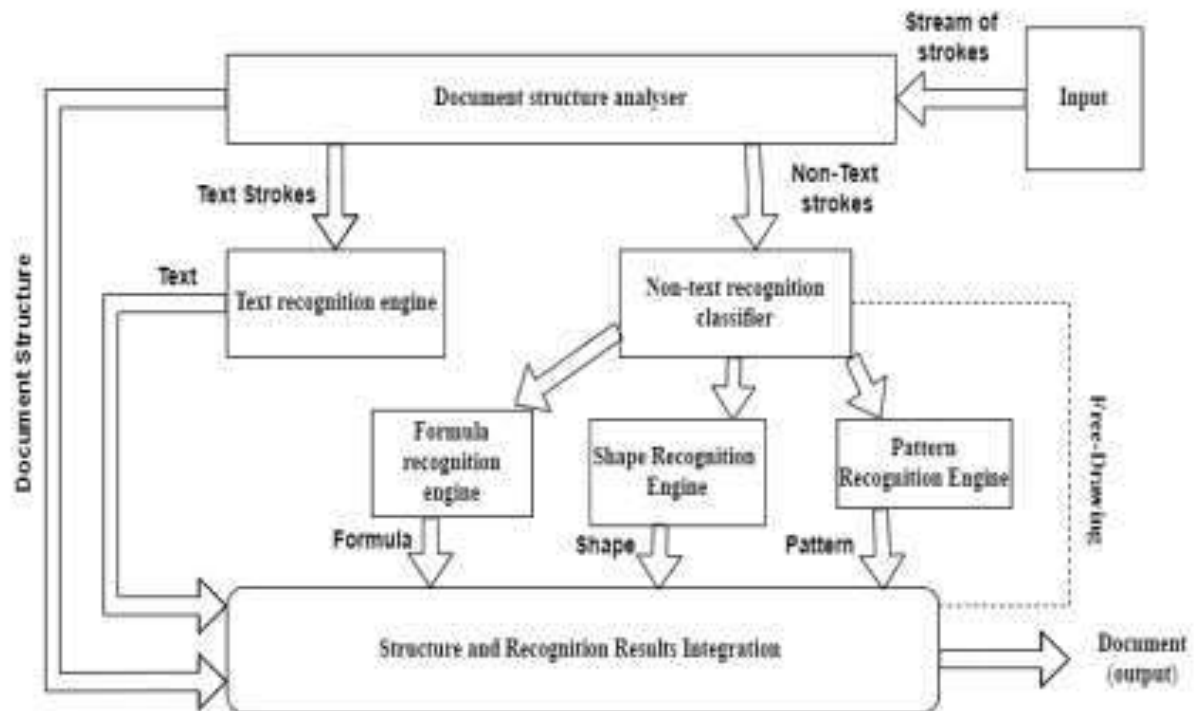 Stream of
strokes
Input
Document structure analyser
Text Strokes
Non-Text
strokes
Document Structure
Text
Text recognition engine
Non-text recognition
classifier
Free-Drawing
Formula
recognition
engine
Shape Recognition
Engine
Pattern
Recognition Engine
Formula
Shape
Pattern
Structure and Recognition Results Integration
Document
(output)